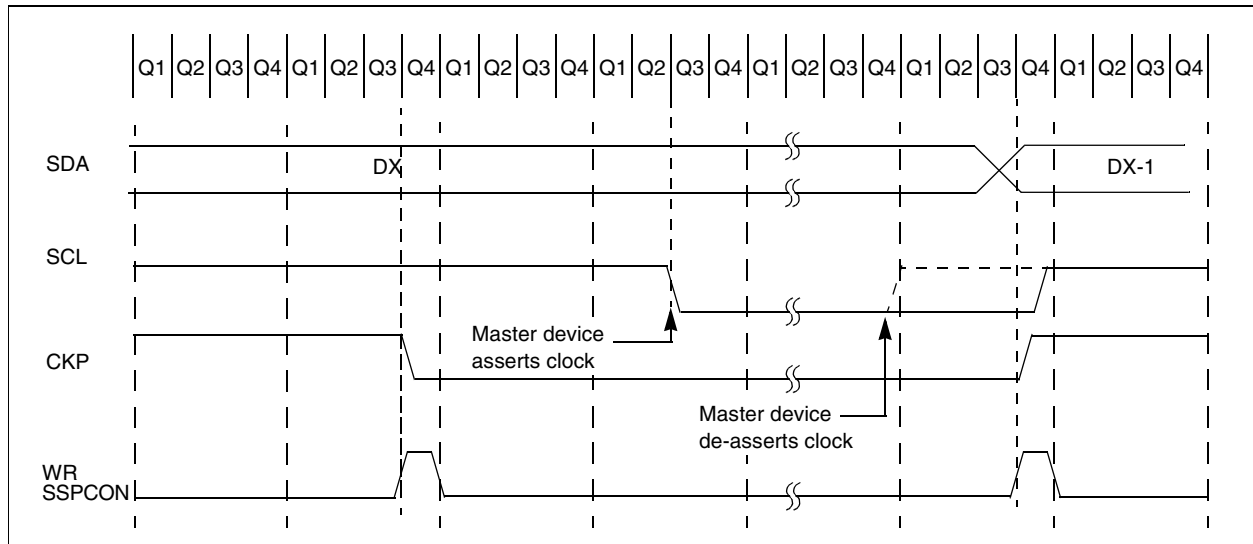 Q1 Q2 Q3 Q4 Q1 Q2 Q3 Q4 Q1 Q2 Q3 Q4 Q1 Q2 Q3 Q4 Q1 Q2 Q3 Q4 Q1 Q2 Q3 Q4 Q1 Q2 Q3 Q4
SDA DX DX-1
SCL
Master device
asserts clock
CKP
Master device
de-asserts clock
WR
SSPCON